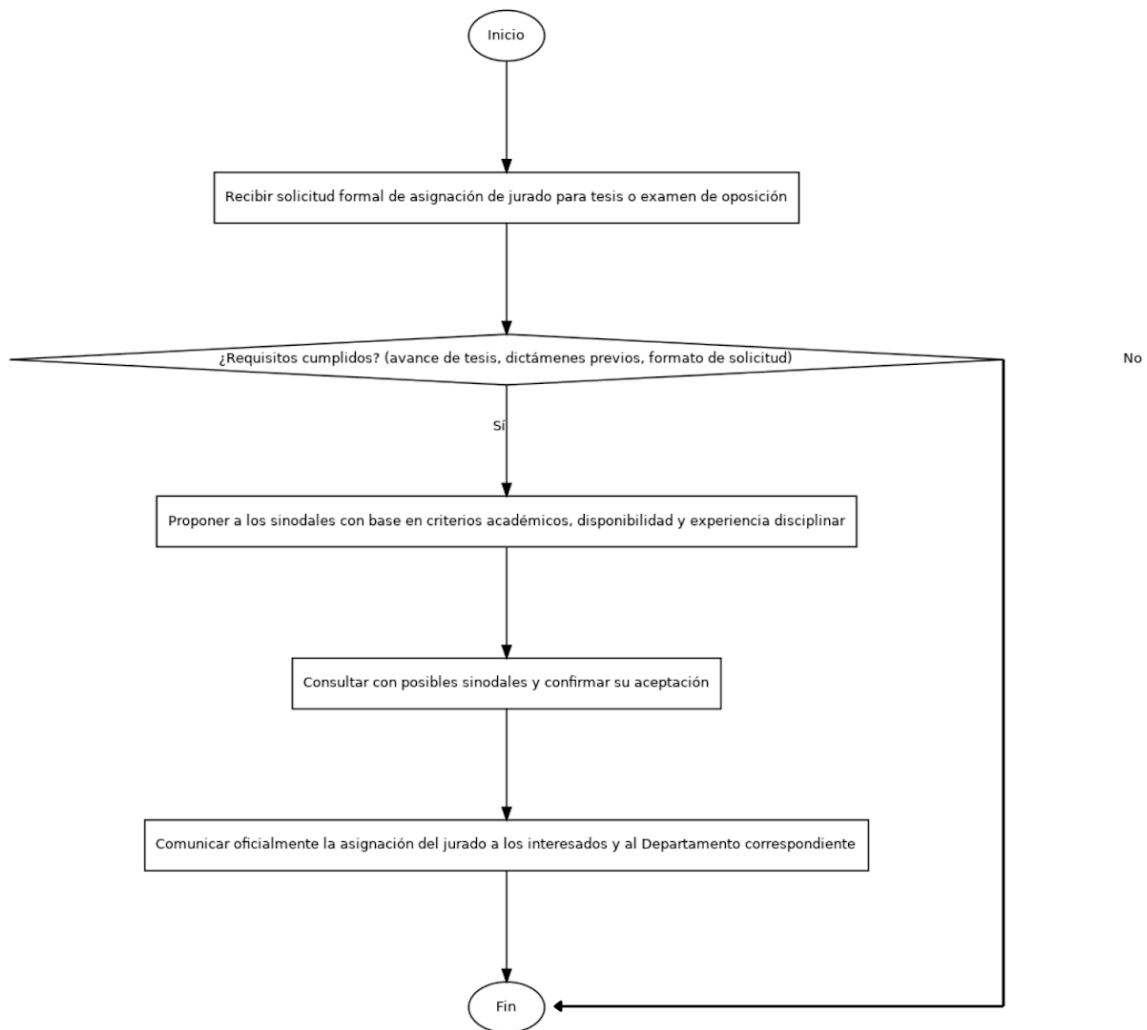 Inicio
Recibir solicitud formal de asignación de jurado para tesis o examen de oposición
¿Requisitos cumplidos? (avance de tesis, dictámenes previos, formato de solicitud)
No
Sí
Proponer a los sinodales con base en criterios académicos, disponibilidad y experiencia disciplinar
Consultar con posibles sinodales y confirmar su aceptación
Comunicar oficialmente la asignación del jurado a los interesados y al Departamento correspondiente
Fin